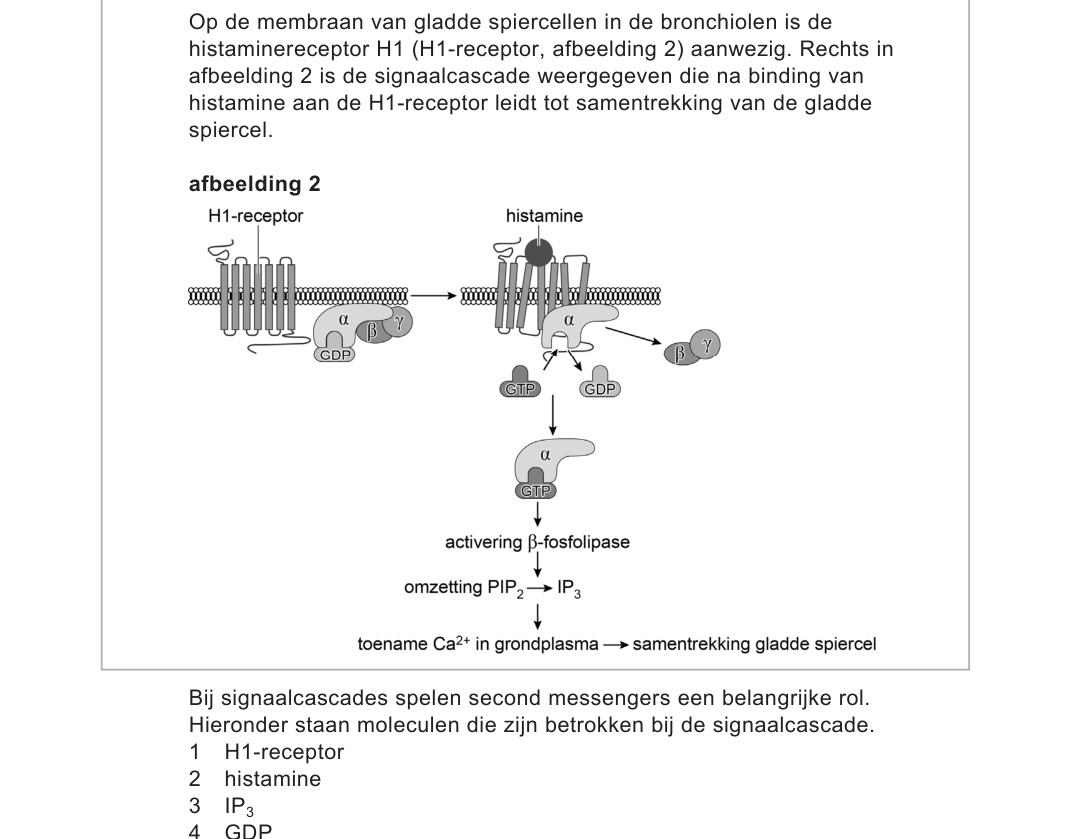 Op de membraan van gladde spiercellen in de bronchiolen is de
histaminereceptor H1 (H1-receptor, afbeelding 2) aanwezig. Rechts in
afbeelding 2 is de signaalcascade weergegeven die na binding van
histamine aan de H1-receptor leidt tot samentrekking van de gladde
spiercel.
afbeelding 2
H1-receptor
histamine
α
β
γ
GDP
α
β
γ
GTP
GDP
α
GTP
activering β-fosfolipase
omzetting PIP₂ → IP₃
toename Ca²⁺ in grondplasma → samentrekking gladde spiercel
Bij signaalcascades spelen second messengers een belangrijke rol.
Hieronder staan moleculen die zijn betrokken bij de signaalcascade.
1 H1-receptor
2 histamine
3 IP₃
4 GDP